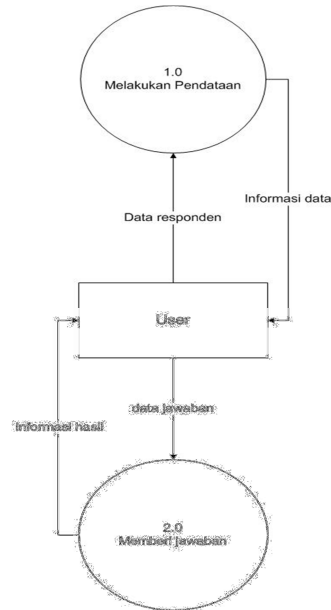 1.0
Melakukan Pendataan
Informasi data
Data responden
User
data jawaban
Informasi hasil
2.0
Memberi jawaban